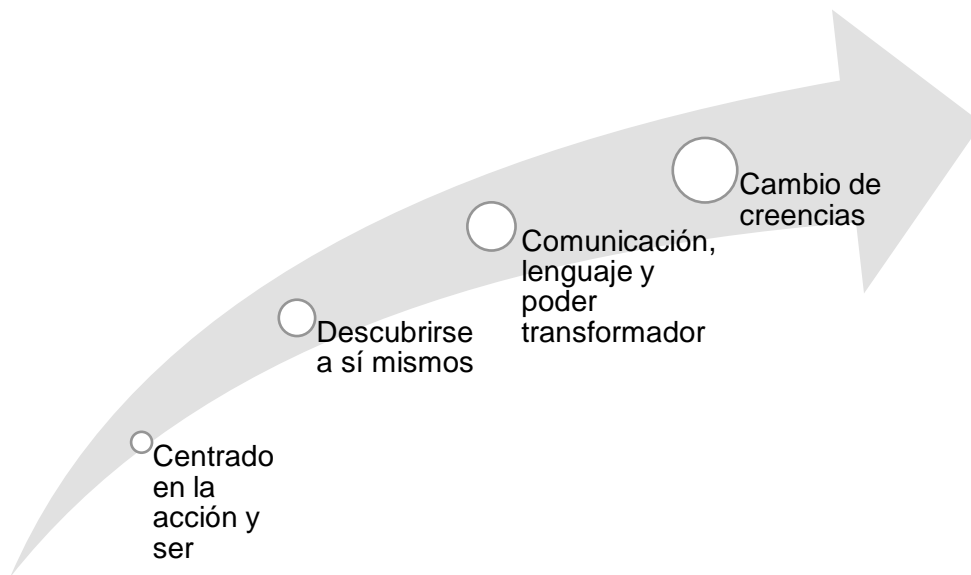 Cambio de
creencias
Comunicación,
lenguaje y
poder
transformador
Descubrirse
a sí mismos
Centrado
en la
acción y
ser